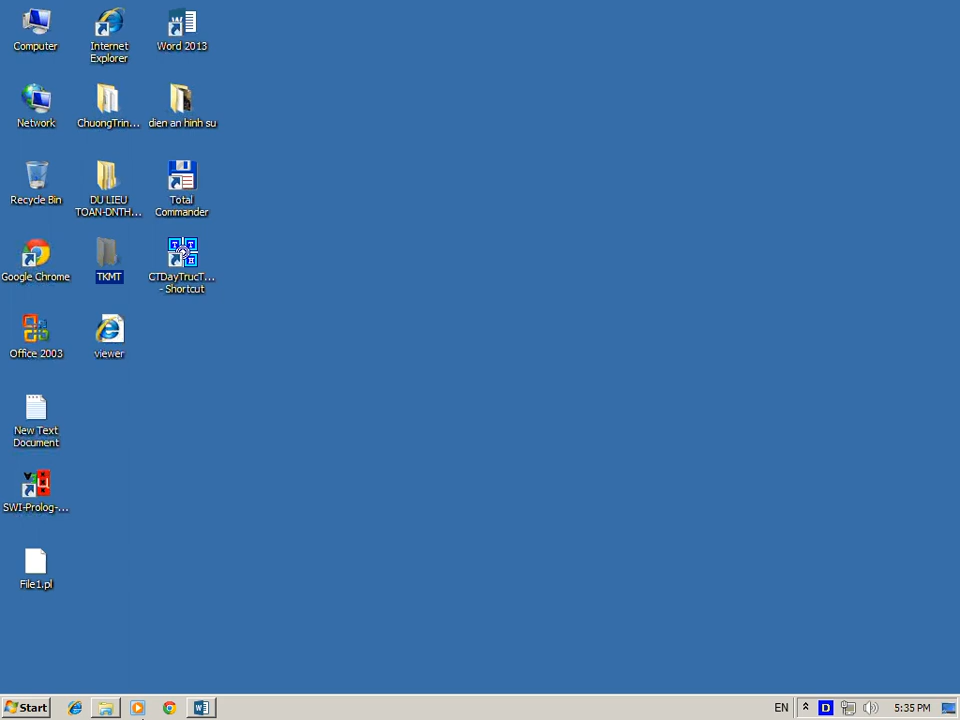 Computer
Internet
Explorer
Word 2013
Network
ChuongTrin...
dien an hinh su
Recycle Bin
DU LIEU
TOAN-DNTH...
Total
Commander
Google Chrome
TKMT
CTDayTrucT...
- Shortcut
Office 2003
viewer
New Text
Document
SWI-Prolog-...
File1.pl
Start
EN
D
5:35 PM